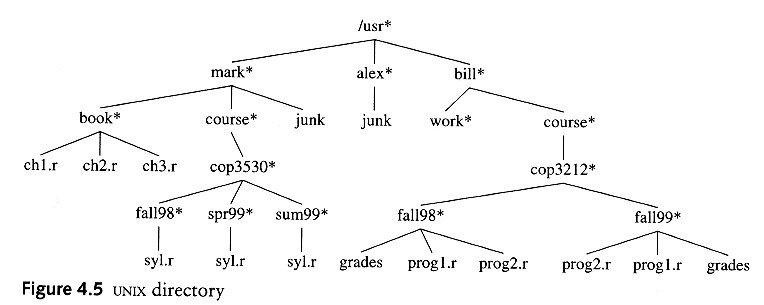 /usr*
mark* alex* bill*
book* course* junk junk work* course*
ch1.r ch2.r ch3.r cop3530* cop3212*
fall98* spr99* sum99* fall98* fall99*
syl.r syl.r syl.r grades prog1.r prog2.r prog2.r prog1.r grades
Figure 4.5 UNIX directory